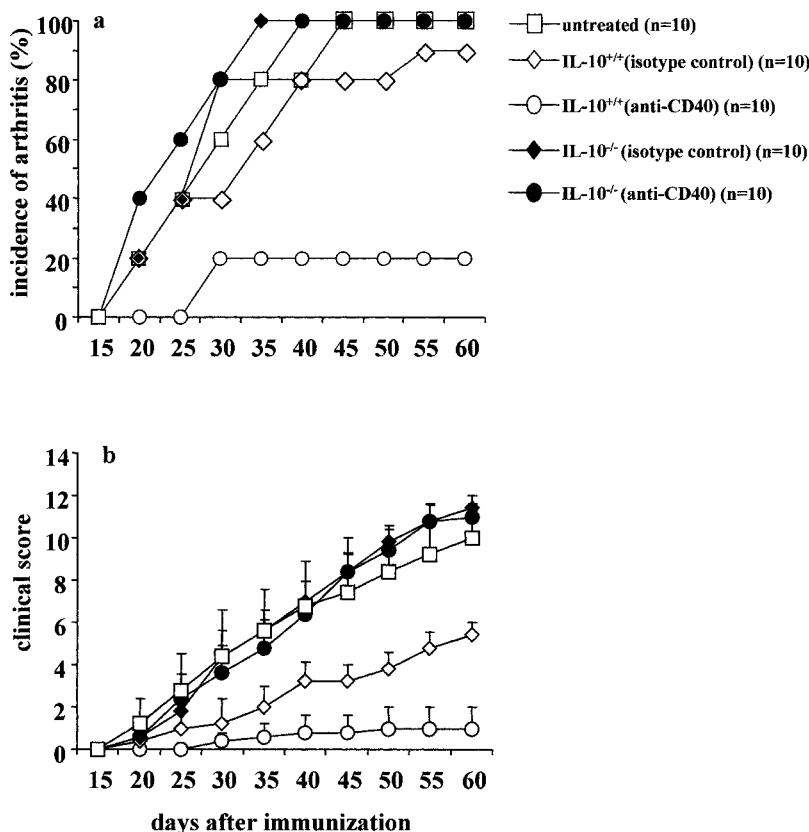 a
incidence of arthritis (%)
100
80
60
40
20
0
15 20 25 30 35 40 45 50 55 60
untreated (n=10)
IL-10+/+(isotype control) (n=10)
IL-10+/+(anti-CD40) (n=10)
IL-10-/-(isotype control) (n=10)
IL-10-/-(anti-CD40) (n=10)
b
clinical score
14
12
10
8
6
4
2
0
15 20 25 30 35 40 45 50 55 60
days after immunization